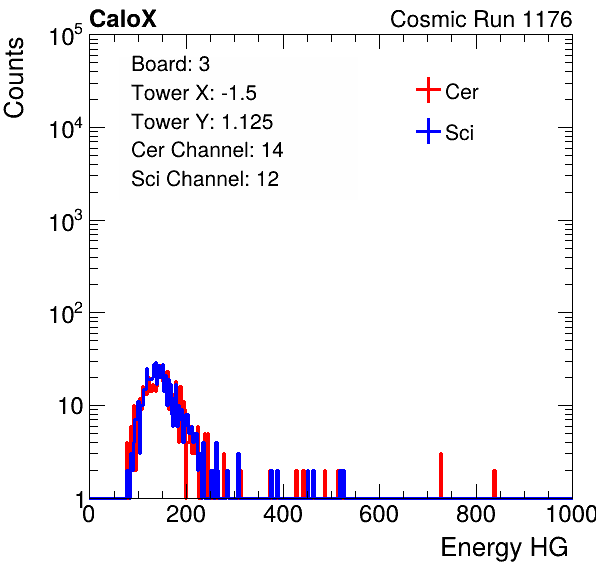 CaloX Cosmic Run 1176
Counts
10^5
10^4
10^3
10^2
10
1
Board: 3
Tower X: -1.5
Tower Y: 1.125
Cer Channel: 14
Sci Channel: 12
Cer
Sci
0 200 400 600 800 1000
Energy HG